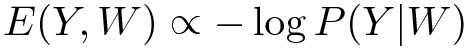 E(Y, W) ∝ − log P(Y|W)